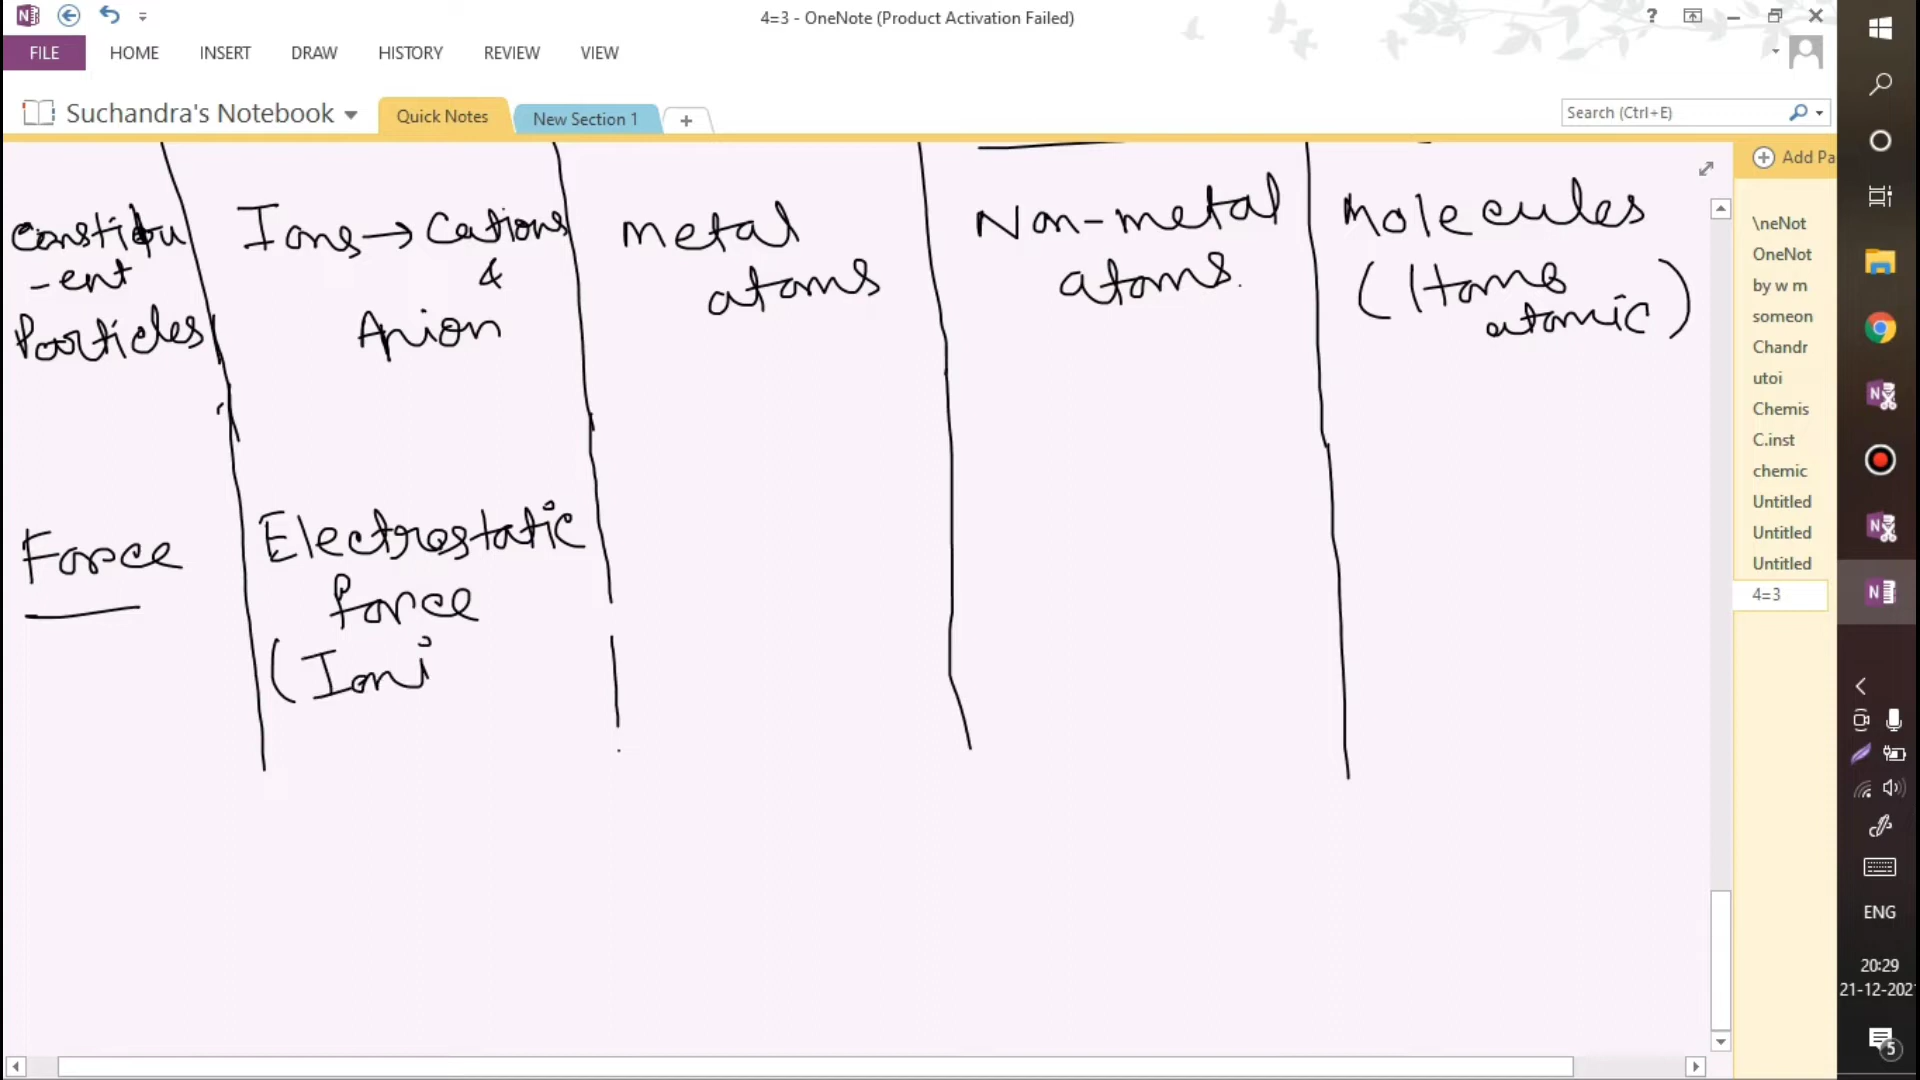 4=3 - OneNote (Product Activation Failed)
?
FILE HOME INSERT DRAW HISTORY REVIEW VIEW
Suchandra's Notebook
Quick Notes
New Section 1
+
Search (Ctrl+E)
Add Pa
\neNot
OneNot
by w m
someon
Chandr
utoi
Chemis
C.inst
chemic
Untitled
Untitled
Untitled
4=3
Constitu
-ent
Particles
Ions → Cations
&
Anion
metal
atoms
Non-metal
atoms.
Molecules
(Homo
atomic)
Force
Electrostatic
force
(Ioni
ENG
20:29
21-12-202
5